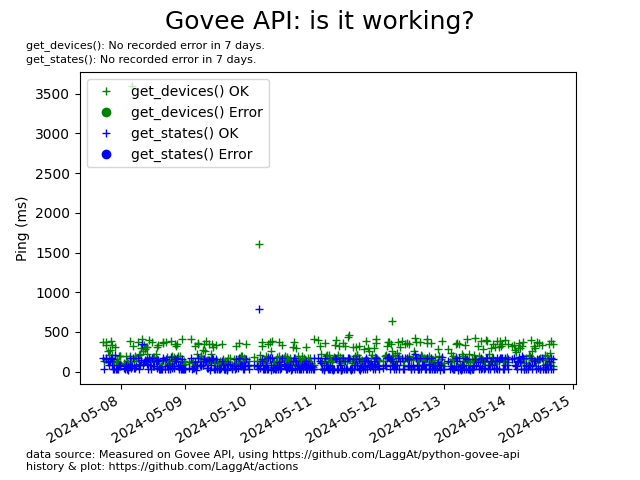 Govee API: is it working?
get_devices(): No recorded error in 7 days.
get_states(): No recorded error in 7 days.
get_devices() OK
get_devices() Error
get_states() OK
get_states() Error
Ping (ms)
3500
3000
2500
2000
1500
1000
500
0
2024-05-08
2024-05-09
2024-05-10
2024-05-11
2024-05-12
2024-05-13
2024-05-14
2024-05-15
data source: Measured on Govee API, using https://github.com/LaggAt/python-govee-api
history & plot: https://github.com/LaggAt/actions